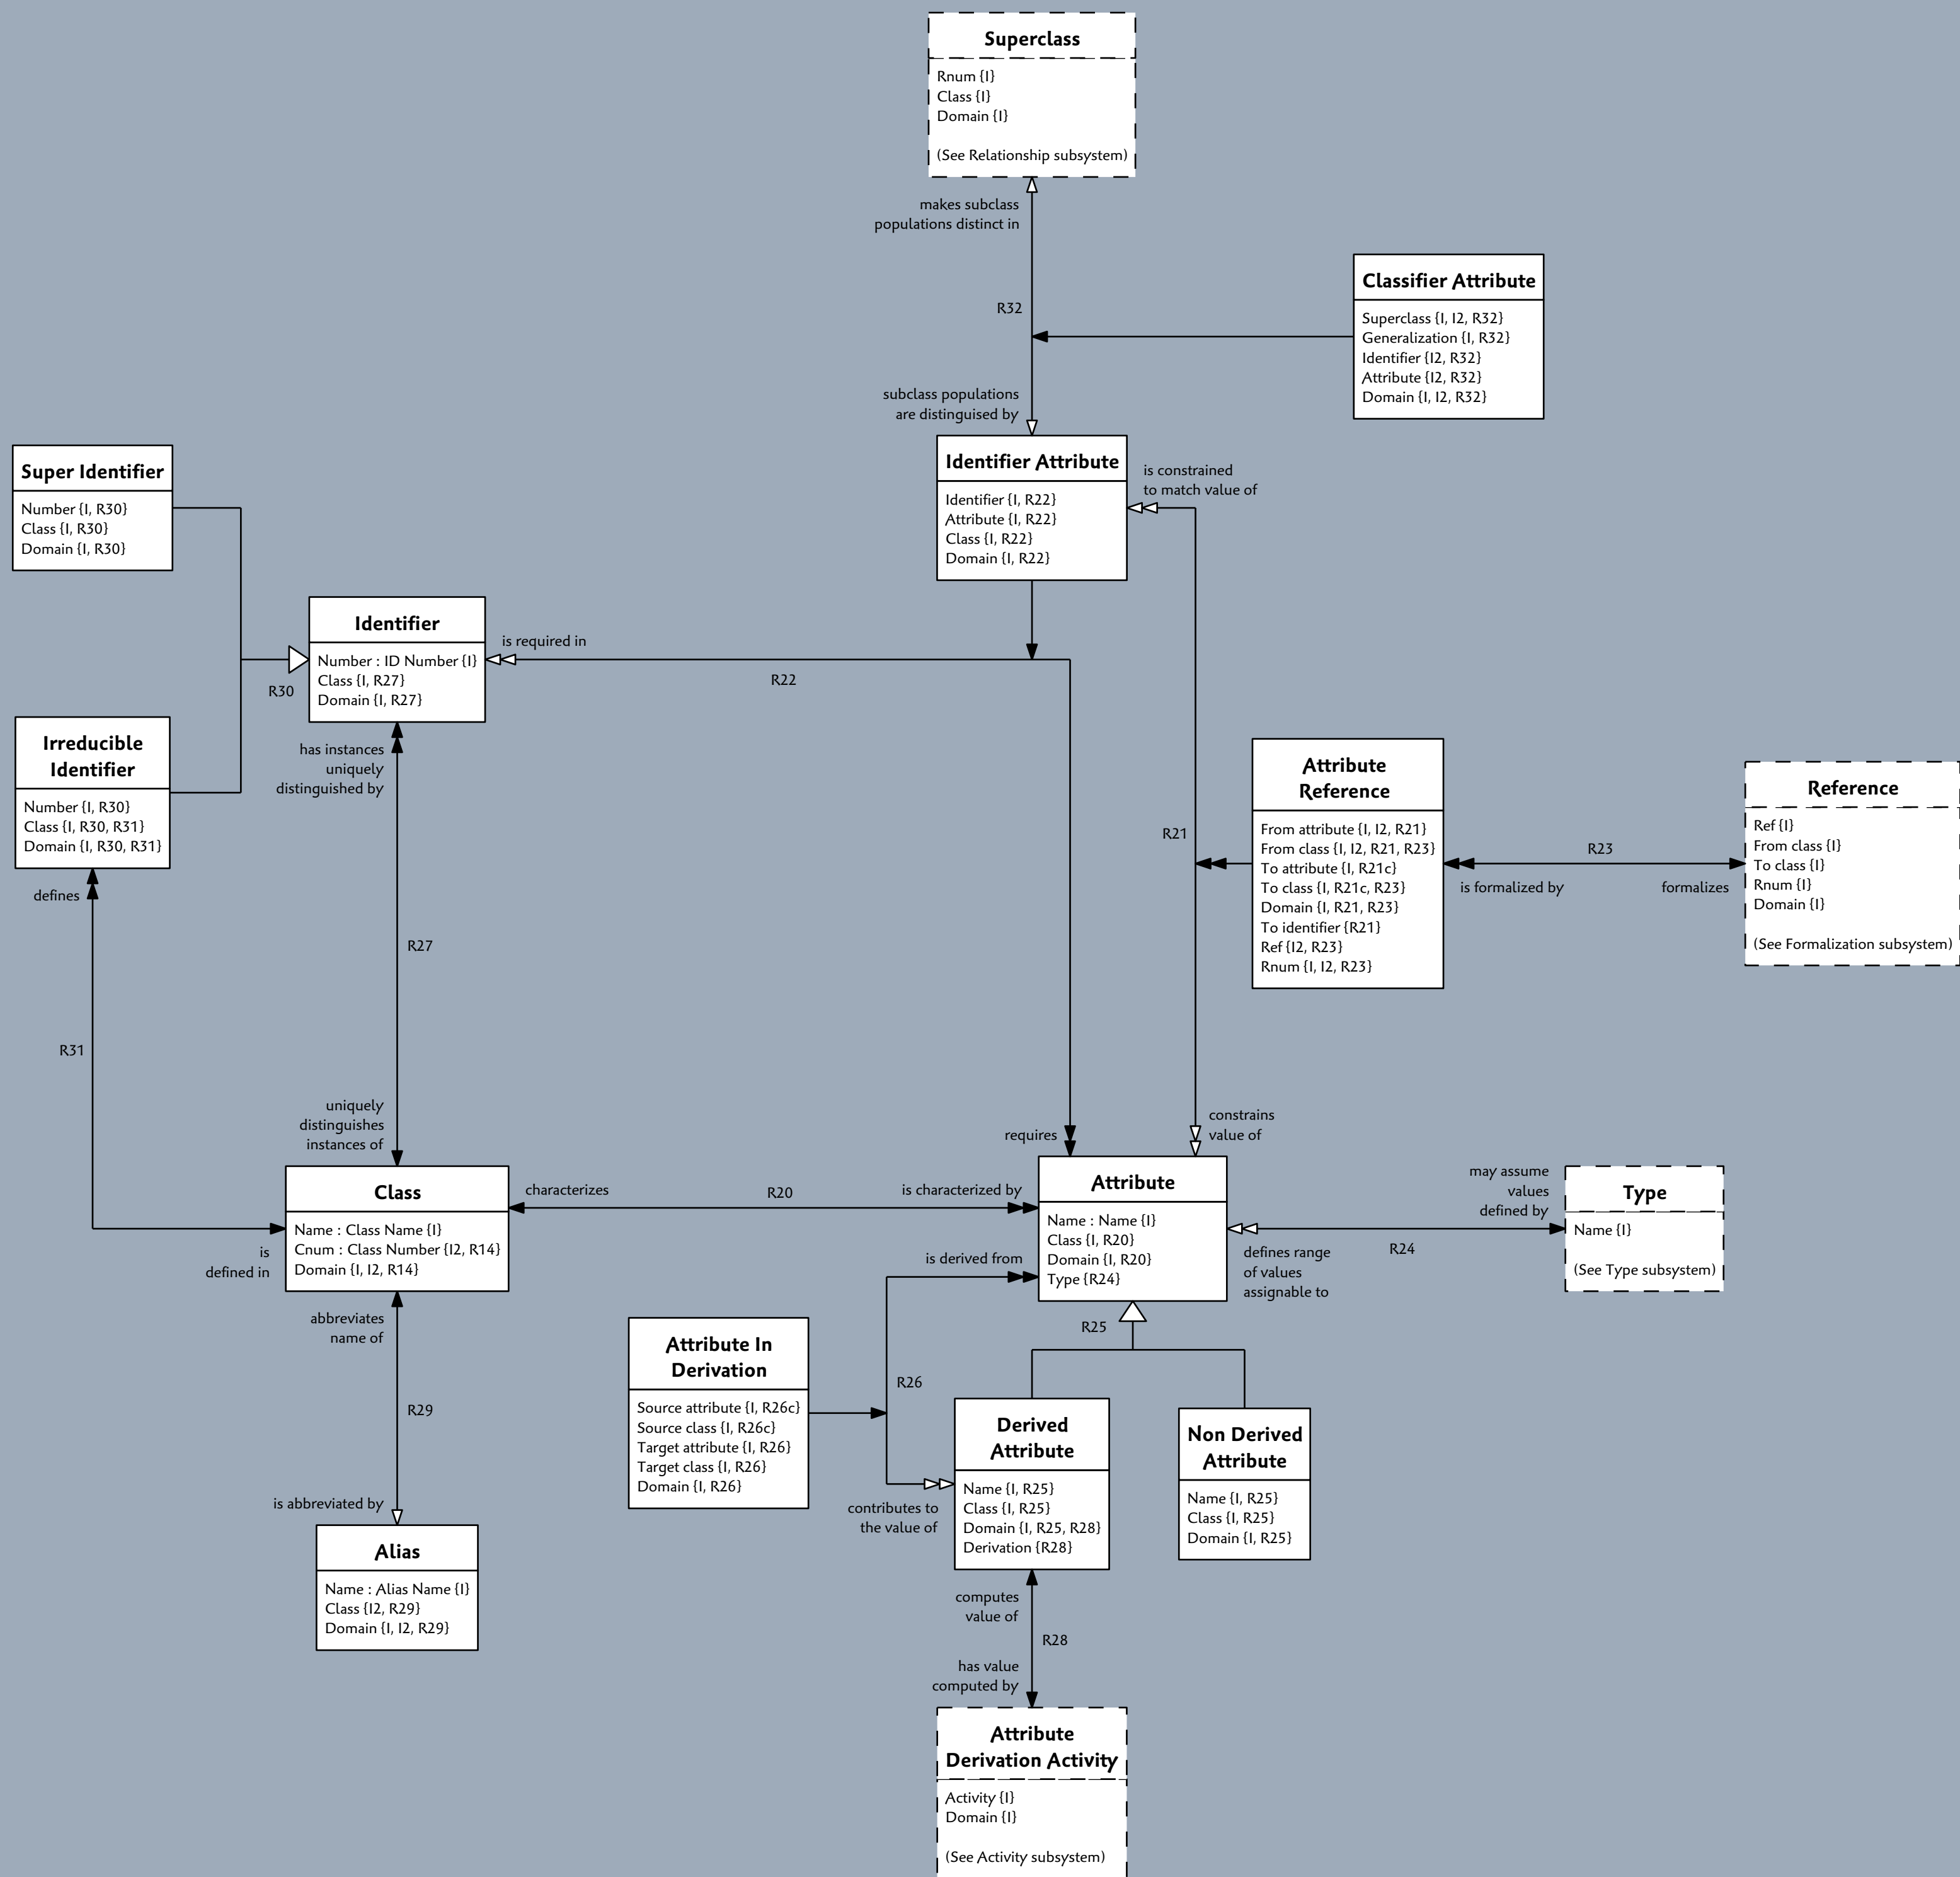 Superclass
Rnum {I}
Class {I}
Domain {I}
(See Relationship subsystem)
makes subclass
populations distinct in
R32
subclass populations
are distinguised by
Classifier Attribute
Superclass {I, I2, R32}
Generalization {I, R32}
Identifier {I2, R32}
Attribute {I2, R32}
Domain {I, I2, R32}
Identifier Attribute
Identifier {I, R22}
Attribute {I, R22}
Class {I, R22}
Domain {I, R22}
is constrained
to match value of
Super Identifier
Number {I, R30}
Class {I, R30}
Domain {I, R30}
Identifier
Number : ID Number {I}
Class {I, R27}
Domain {I, R27}
R30
is required in
R22
Irreducible
Identifier
Number {I, R30}
Class {I, R30, R31}
Domain {I, R30, R31}
has instances
uniquely
distinguished by
defines
R27
R31
Attribute
Reference
From attribute {I, I2, R21}
From class {I, I2, R21, R23}
To attribute {I, R21c}
To class {I, R21c, R23}
Domain {I, R21, R23}
To identifier {R21}
Ref {I2, R23}
Rnum {I, I2, R23}
R21
R23
is formalized by
formalizes
Reference
Ref {I}
From class {I}
To class {I}
Rnum {I}
Domain {I}
(See Formalization subsystem)
uniquely
distinguishes
instances of
requires
constrains
value of
Class
Name : Class Name {I}
Cnum : Class Number {I2, R14}
Domain {I, I2, R14}
is
defined in
characterizes
R20
is characterized by
Attribute
Name : Name {I}
Class {I, R20}
Domain {I, R20}
Type {R24}
may assume
values
defined by
R24
defines range
of values
assignable to
Type
Name {I}
(See Type subsystem)
is derived from
abbreviates
name of
R29
is abbreviated by
Alias
Name : Alias Name {I}
Class {I2, R29}
Domain {I, I2, R29}
Attribute In
Derivation
Source attribute {I, R26c}
Source class {I, R26c}
Target attribute {I, R26}
Target class {I, R26}
Domain {I, R26}
R26
R25
contributes to
the value of
Derived
Attribute
Name {I, R25}
Class {I, R25}
Domain {I, R25, R28}
Derivation {R28}
Non Derived
Attribute
Name {I, R25}
Class {I, R25}
Domain {I, R25}
computes
value of
R28
has value
computed by
Attribute
Derivation Activity
Activity {I}
Domain {I}
(See Activity subsystem)